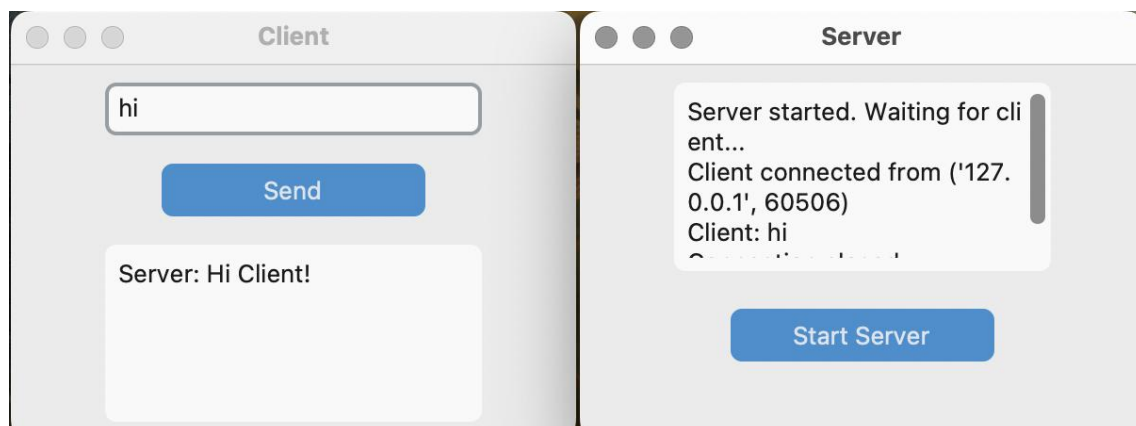 Client
hi
Send
Server: Hi Client!
Server
Server started. Waiting for cli
ent...
Client connected from ('127.
0.0.1', 60506)
Client: hi
Start Server